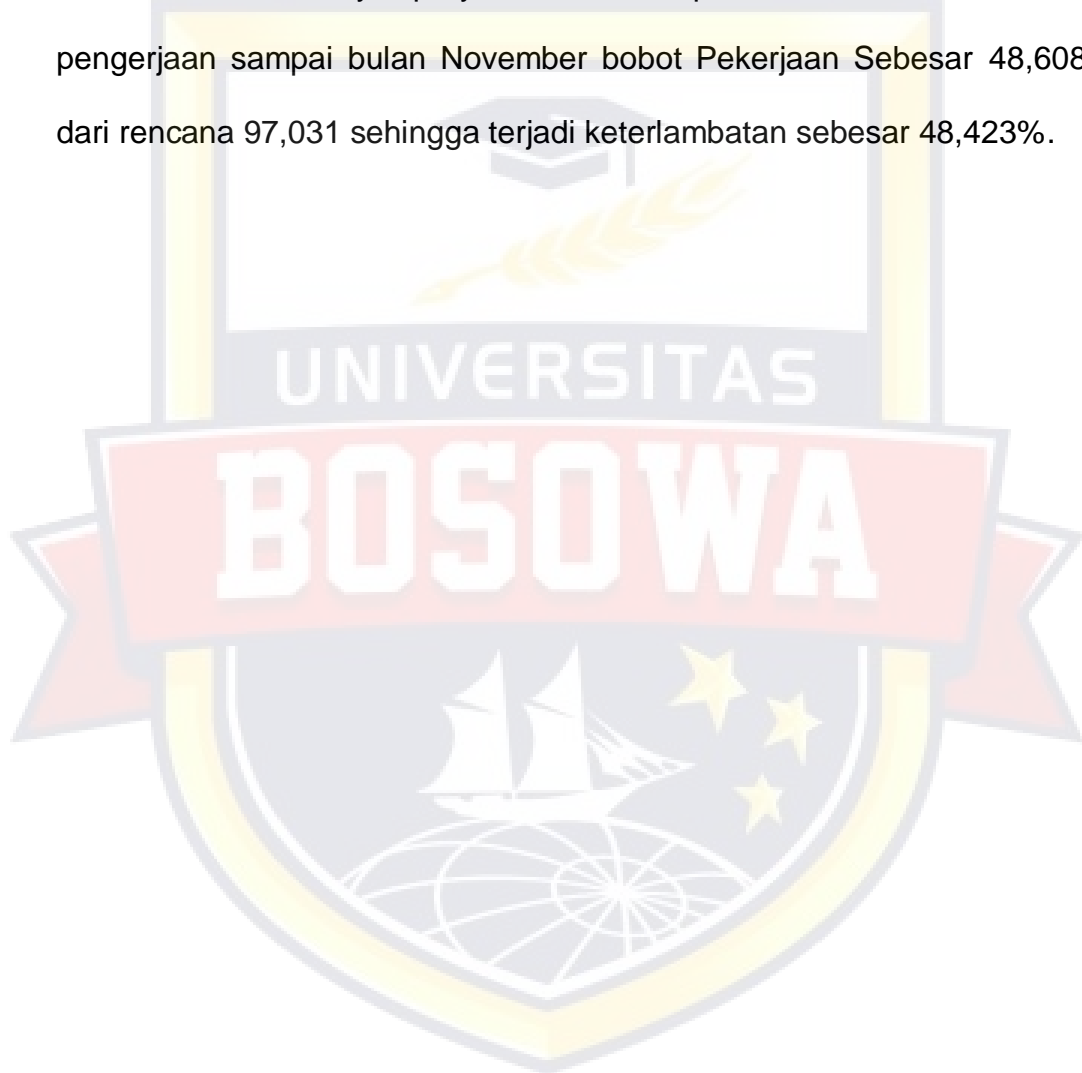 pengerjaan sampai bulan November bobot Pekerjaan Sebesar 48,608
dari rencana 97,031 sehingga terjadi keterlambatan sebesar 48,423%.
UNIVERSITAS
BOSOWA